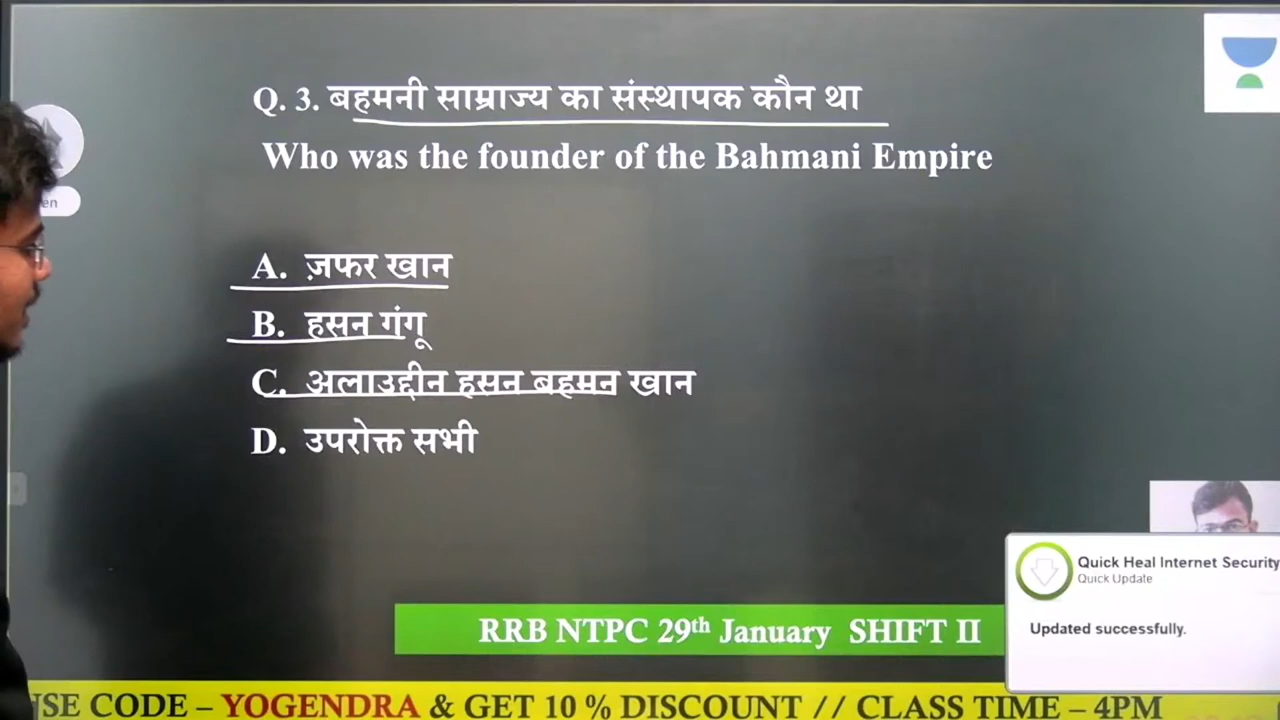 Q. 3. बहमनी साम्राज्य का संस्थापक कौन था
Who was the founder of the Bahmani Empire
en
A. ज़फर खान
B. हसन गंगू
C. अलाउद्दीन हसन बहमन खान
D. उपरोक्त सभी
Quick Heal Internet Security
Quick Update
Updated successfully.
RRB NTPC 29th January SHIFT II
CODE – YOGENDRA & GET 10 % DISCOUNT // CLASS TIME – 4PM